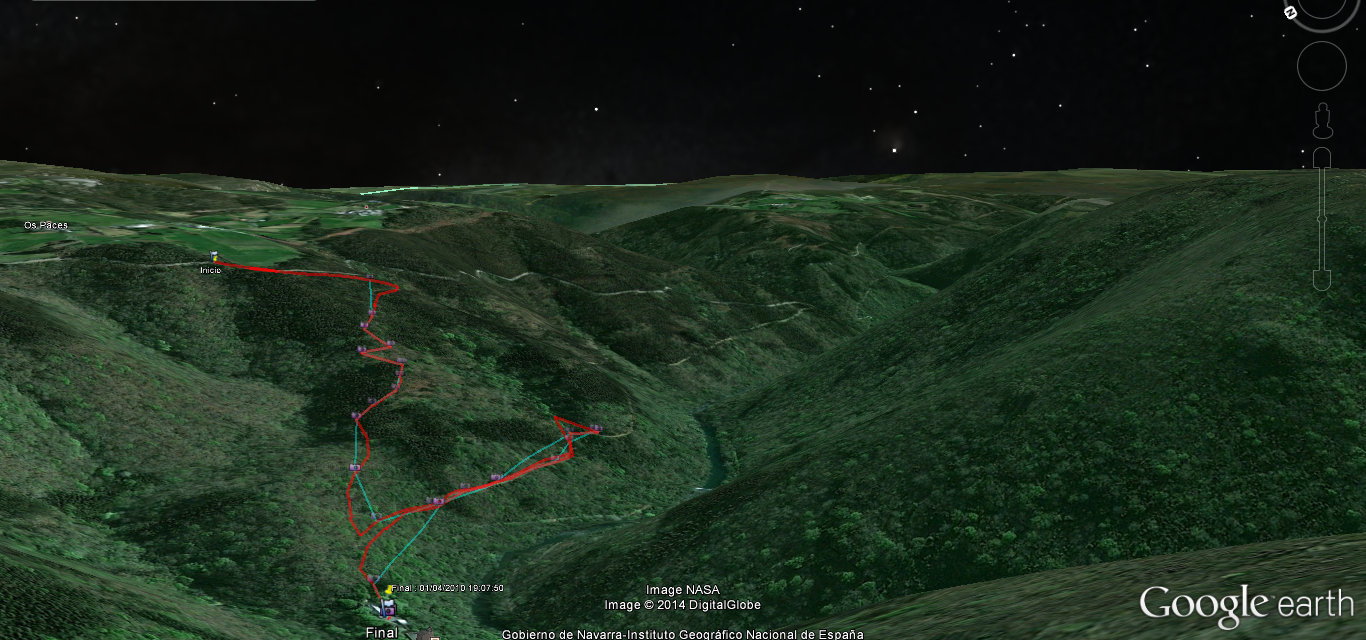 N
Os Paces
Inicio
Final : 01/04/2010 19:07:50
Final
Image NASA
Image © 2014 DigitalGlobe
Gobierno de Navarra-Instituto Geográfico Nacional de España
Google earth